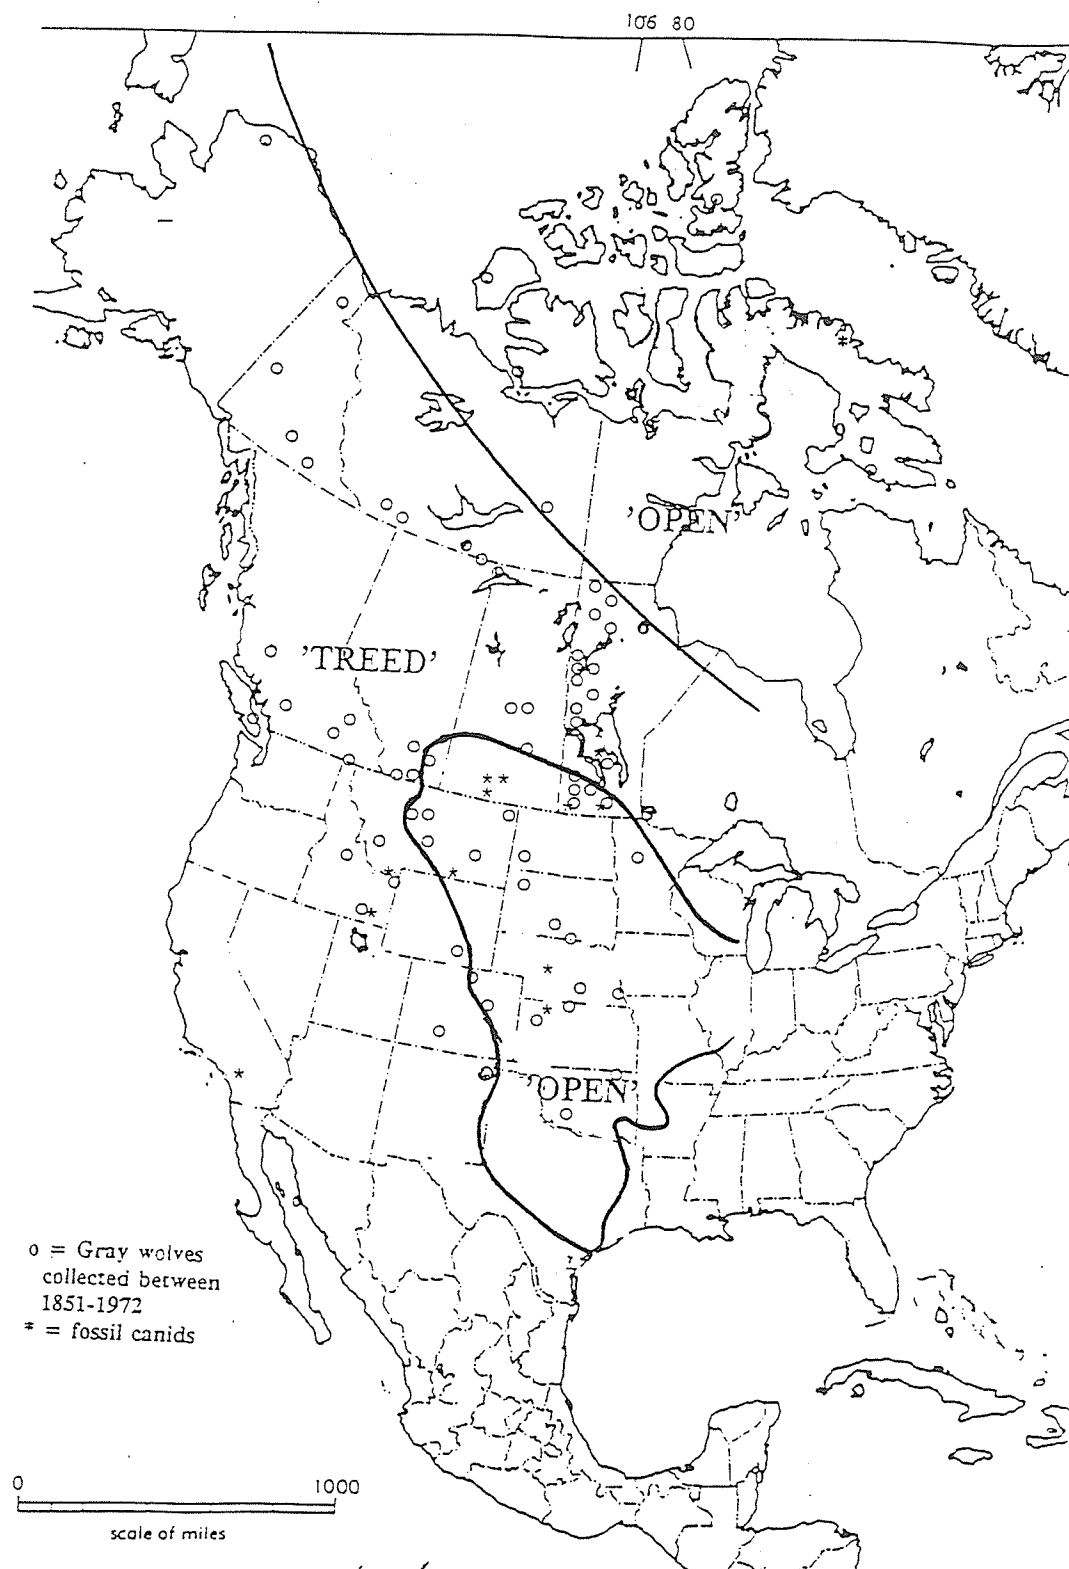 106 80
'OPEN'
'TREED'
'OPEN'
o = Gray wolves
collected between
1851-1972
* = fossil canids
0 1000
scale of miles